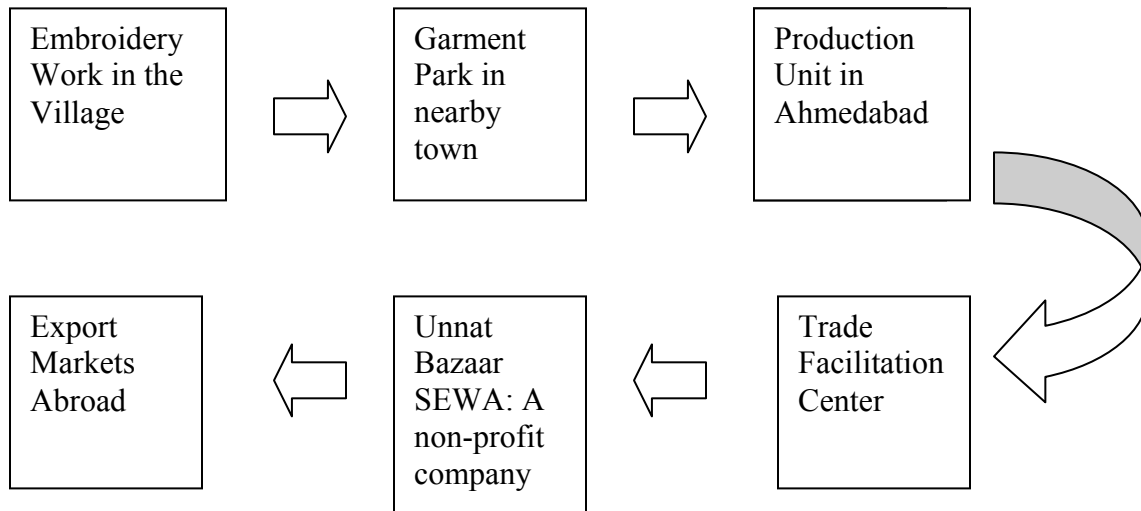 Embroidery
Work in the
Village
Garment
Park in
nearby
town
Production
Unit in
Ahmedabad
Trade
Facilitation
Center
Unnat
Bazaar
SEWA: A
non-profit
company
Export
Markets
Abroad